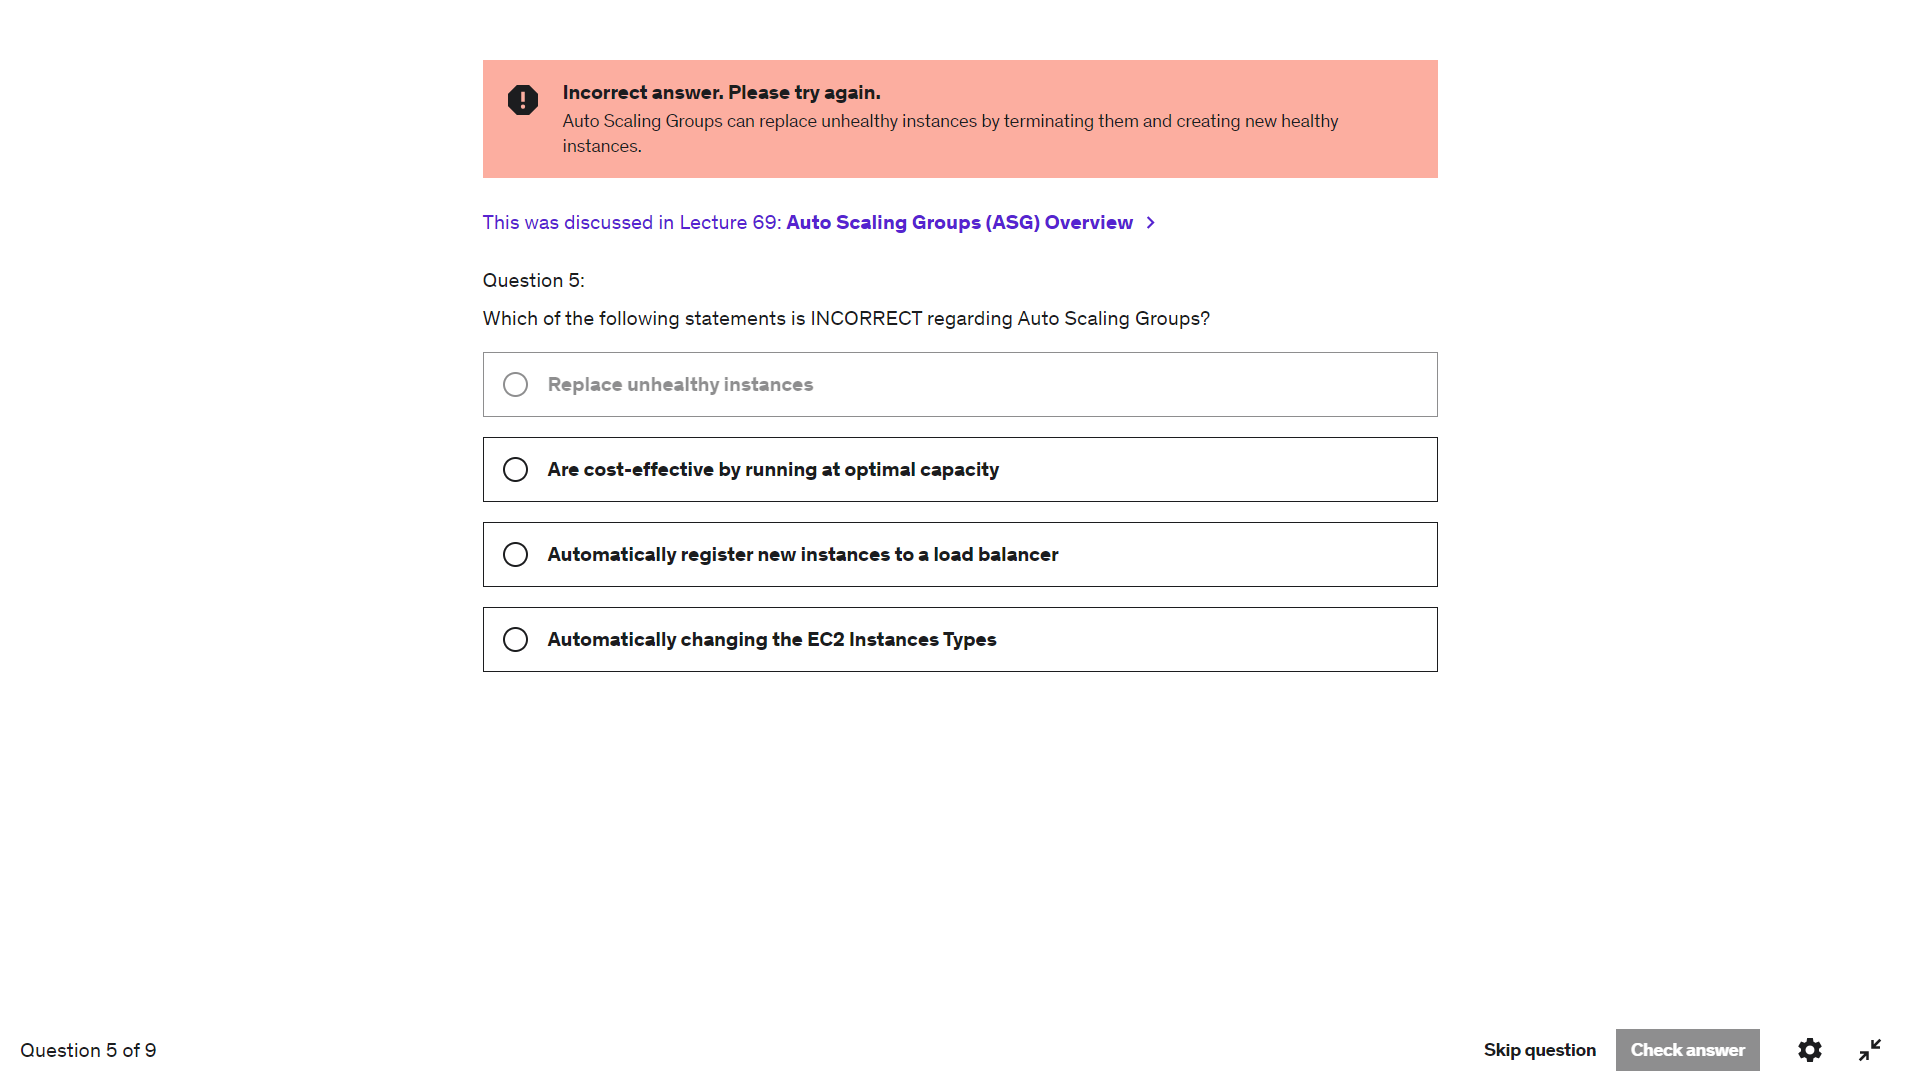 Incorrect answer. Please try again.
Auto Scaling Groups can replace unhealthy instances by terminating them and creating new healthy
instances.
This was discussed in Lecture 69: Auto Scaling Groups (ASG) Overview
Question 5:
Which of the following statements is INCORRECT regarding Auto Scaling Groups?
Replace unhealthy instances
Are cost-effective by running at optimal capacity
Automatically register new instances to a load balancer
Automatically changing the EC2 Instances Types
Question 5 of 9
Skip question
Check answer